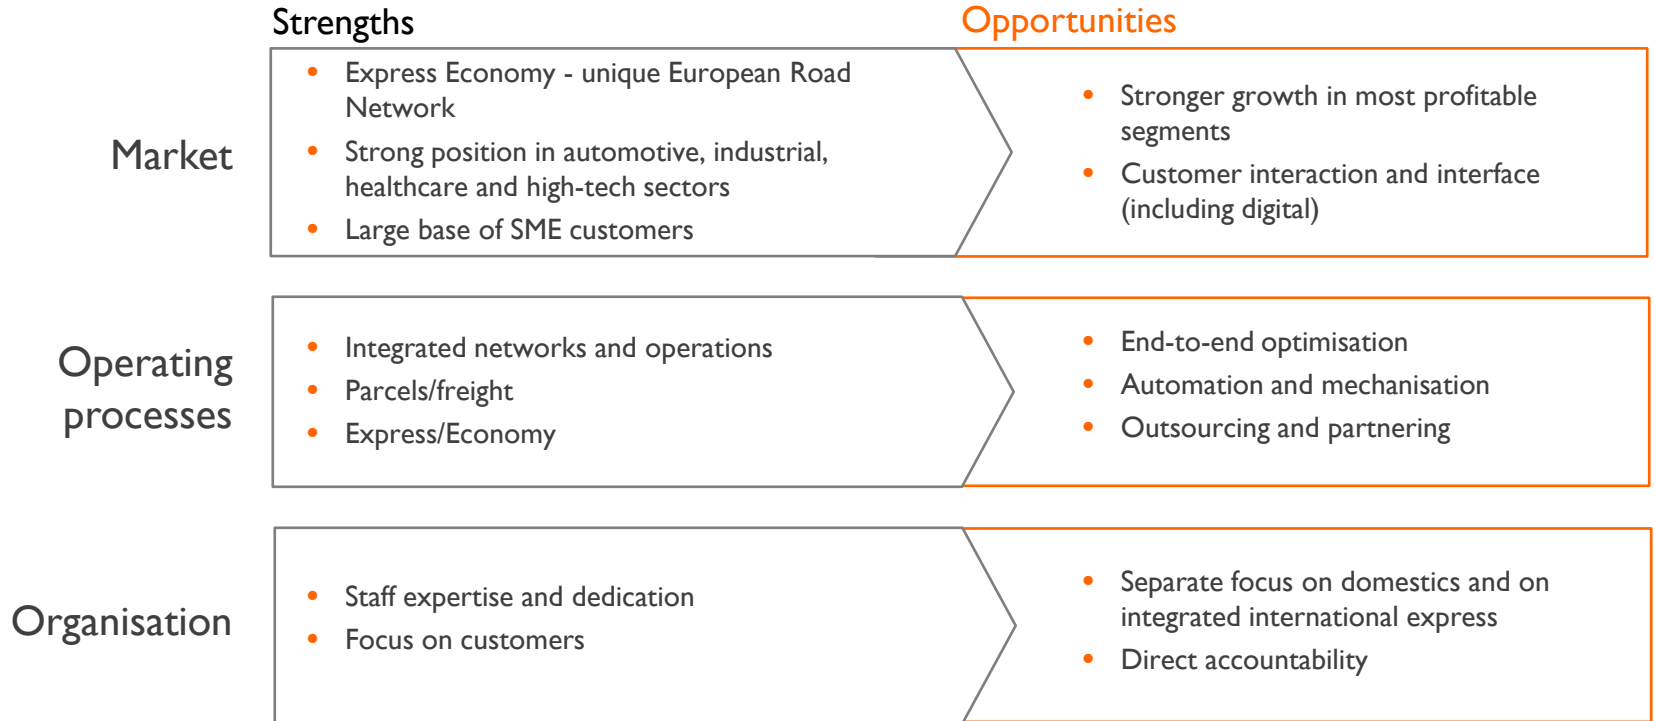 Strengths
Opportunities
Market
• Express Economy - unique European Road
Network
• Strong position in automotive, industrial,
healthcare and high-tech sectors
• Large base of SME customers
• Stronger growth in most profitable
segments
• Customer interaction and interface
(including digital)
Operating
processes
• Integrated networks and operations
• Parcels/freight
• Express/Economy
• End-to-end optimisation
• Automation and mechanisation
• Outsourcing and partnering
Organisation
• Staff expertise and dedication
• Focus on customers
• Separate focus on domestics and on
integrated international express
• Direct accountability